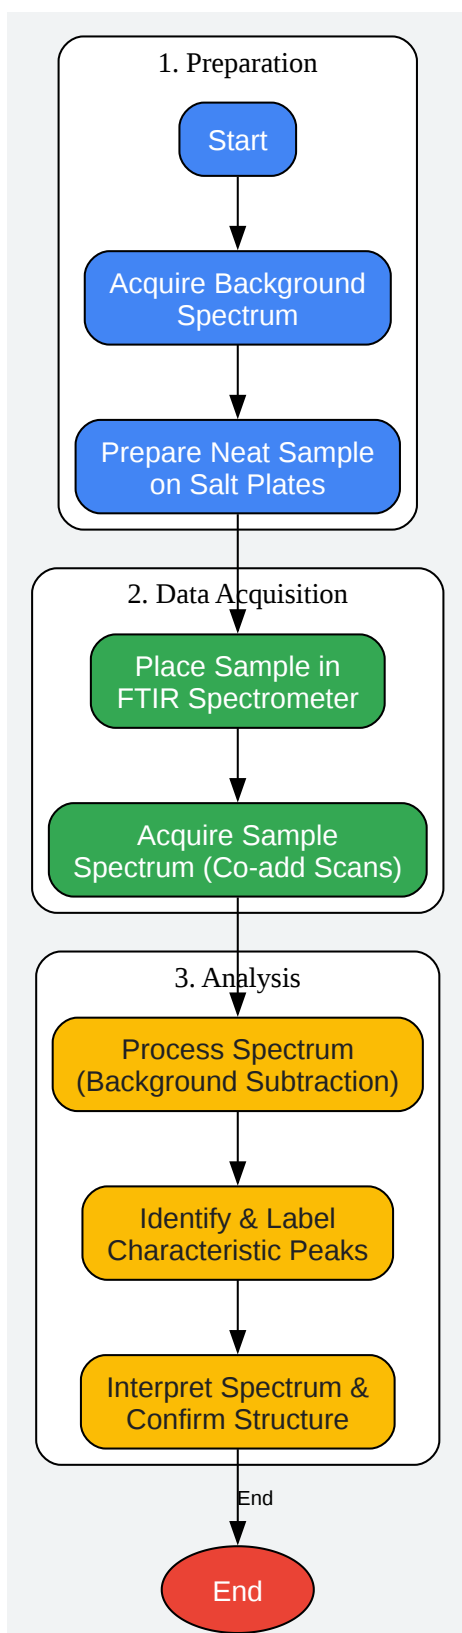 1. Preparation
Start
Acquire Background
Spectrum
Prepare Neat Sample
on Salt Plates
2. Data Acquisition
Place Sample in
FTIR Spectrometer
Acquire Sample
Spectrum (Co-add Scans)
3. Analysis
Process Spectrum
(Background Subtraction)
Identify & Label
Characteristic Peaks
Interpret Spectrum &
Confirm Structure
End
End